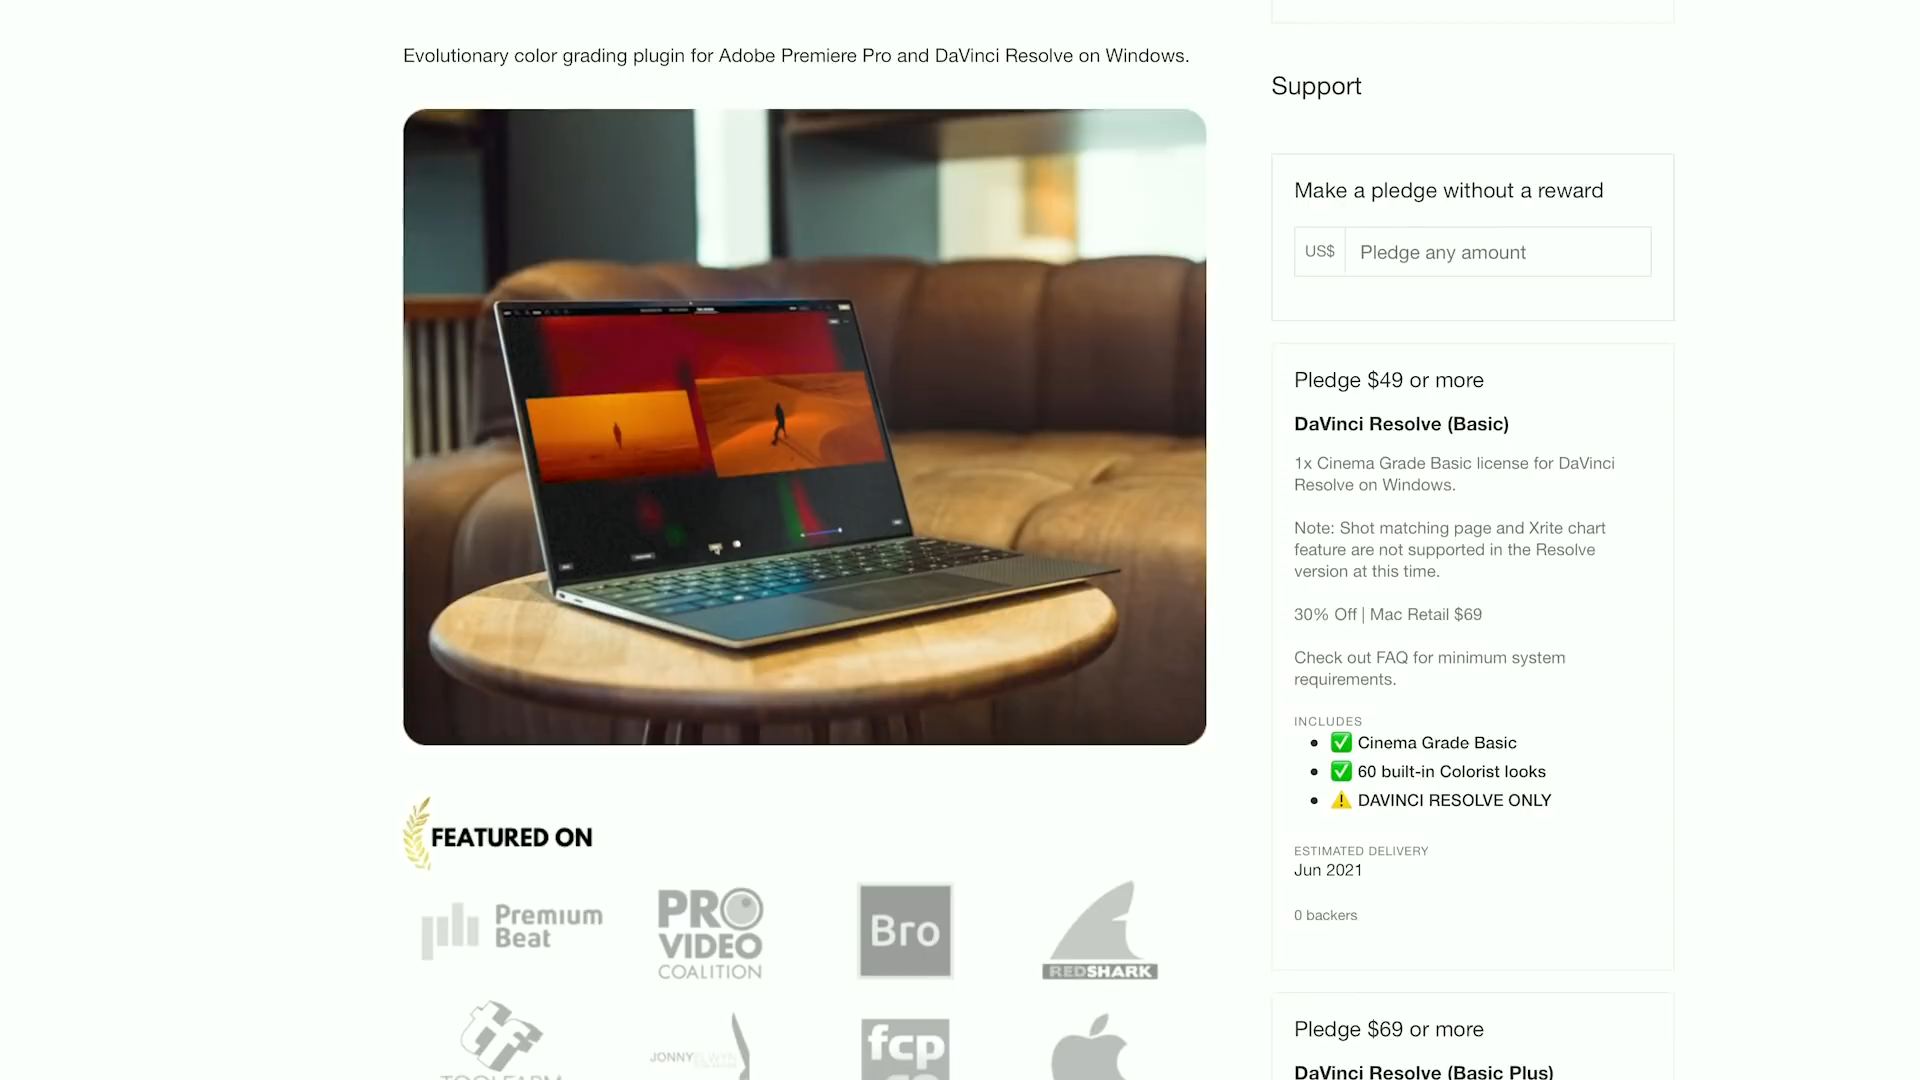 Evolutionary color grading plugin for Adobe Premiere Pro and DaVinci Resolve on Windows.
FEATURED ON
Premium
Beat
PRO
VIDEO
COALITION
Bro
REDSHARK
tf
TOOLFARM
JONNYELWYN
fcp
Support
Make a pledge without a reward
US$ Pledge any amount
Pledge $49 or more
DaVinci Resolve (Basic)
1x Cinema Grade Basic license for DaVinci
Resolve on Windows.
Note: Shot matching page and Xrite chart
feature are not supported in the Resolve
version at this time.
30% Off | Mac Retail $69
Check out FAQ for minimum system
requirements.
INCLUDES
• ✅ Cinema Grade Basic
• ✅ 60 built-in Colorist looks
• ⚠️ DAVINCI RESOLVE ONLY
ESTIMATED DELIVERY
Jun 2021
0 backers
Pledge $69 or more
DaVinci Resolve (Basic Plus)